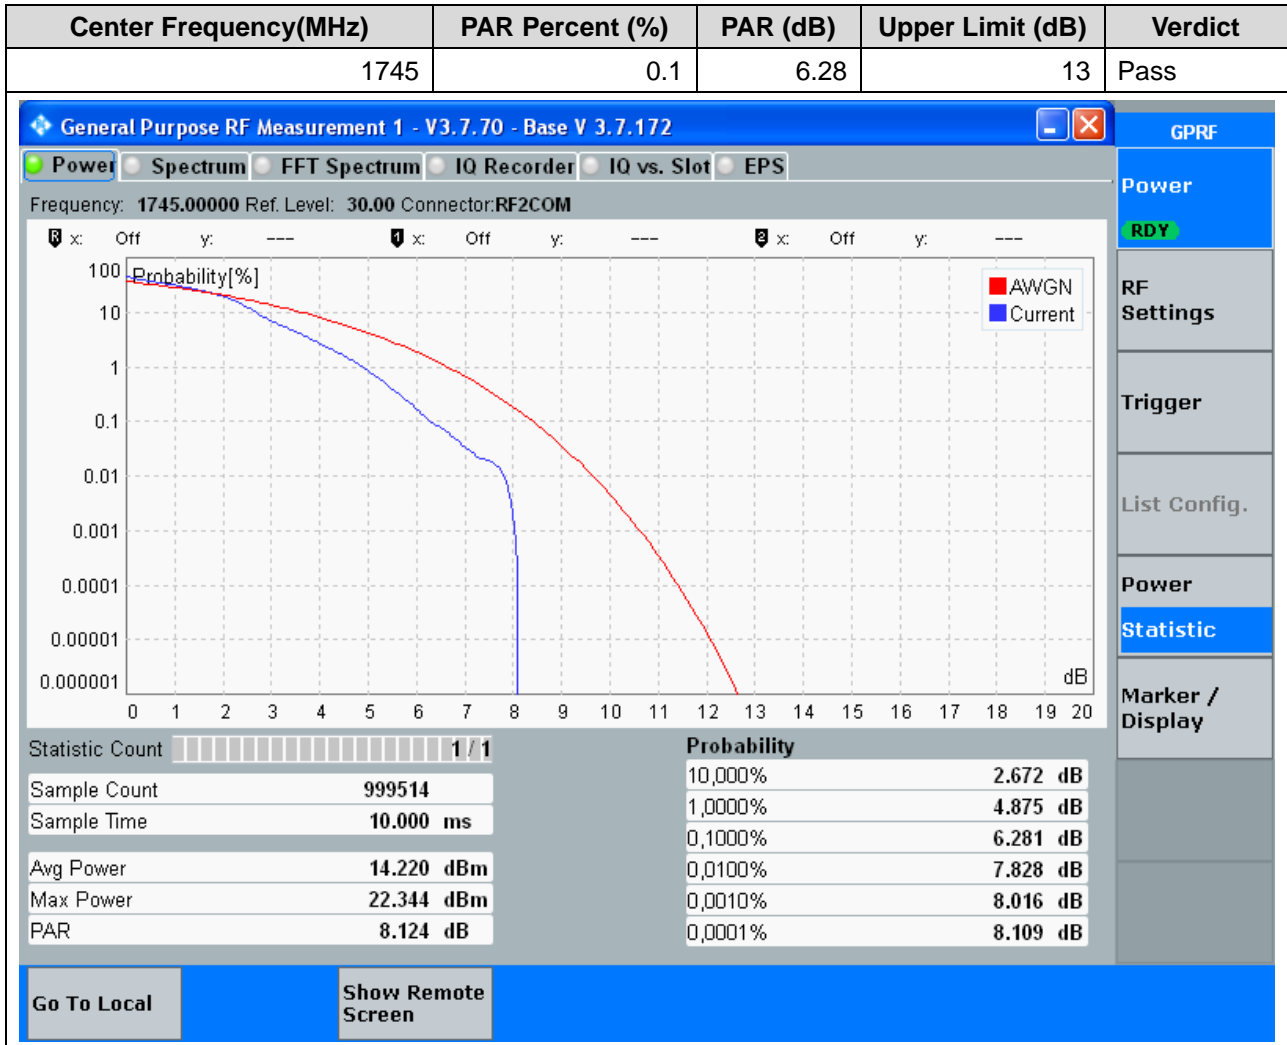 Center Frequency(MHz) PAR Percent (%) PAR (dB) Upper Limit (dB) Verdict
1745 0.1 6.28 13 Pass
General Purpose RF Measurement 1 - V3.7.70 - Base V 3.7.172
GPRF
Power Spectrum FFT Spectrum IQ Recorder IQ vs. Slot EPS
Frequency: 1745.00000 Ref. Level: 30.00 Connector:RF2COM
R x: Off y: --- 1 x: Off y: --- 2 x: Off y: ---
Probability[%]
AWGN
Current
100
10
1
0.1
0.01
0.001
0.0001
0.00001
0.000001
dB
0 1 2 3 4 5 6 7 8 9 10 11 12 13 14 15 16 17 18 19 20
Statistic Count 1 / 1
Sample Count 999514
Sample Time 10.000 ms
Avg Power 14.220 dBm
Max Power 22.344 dBm
PAR 8.124 dB
Probability
10,000% 2.672 dB
1,0000% 4.875 dB
0,1000% 6.281 dB
0,0100% 7.828 dB
0,0010% 8.016 dB
0,0001% 8.109 dB
Power
RDY
RF
Settings
Trigger
List Config.
Power
Statistic
Marker /
Display
Go To Local
Show Remote
Screen